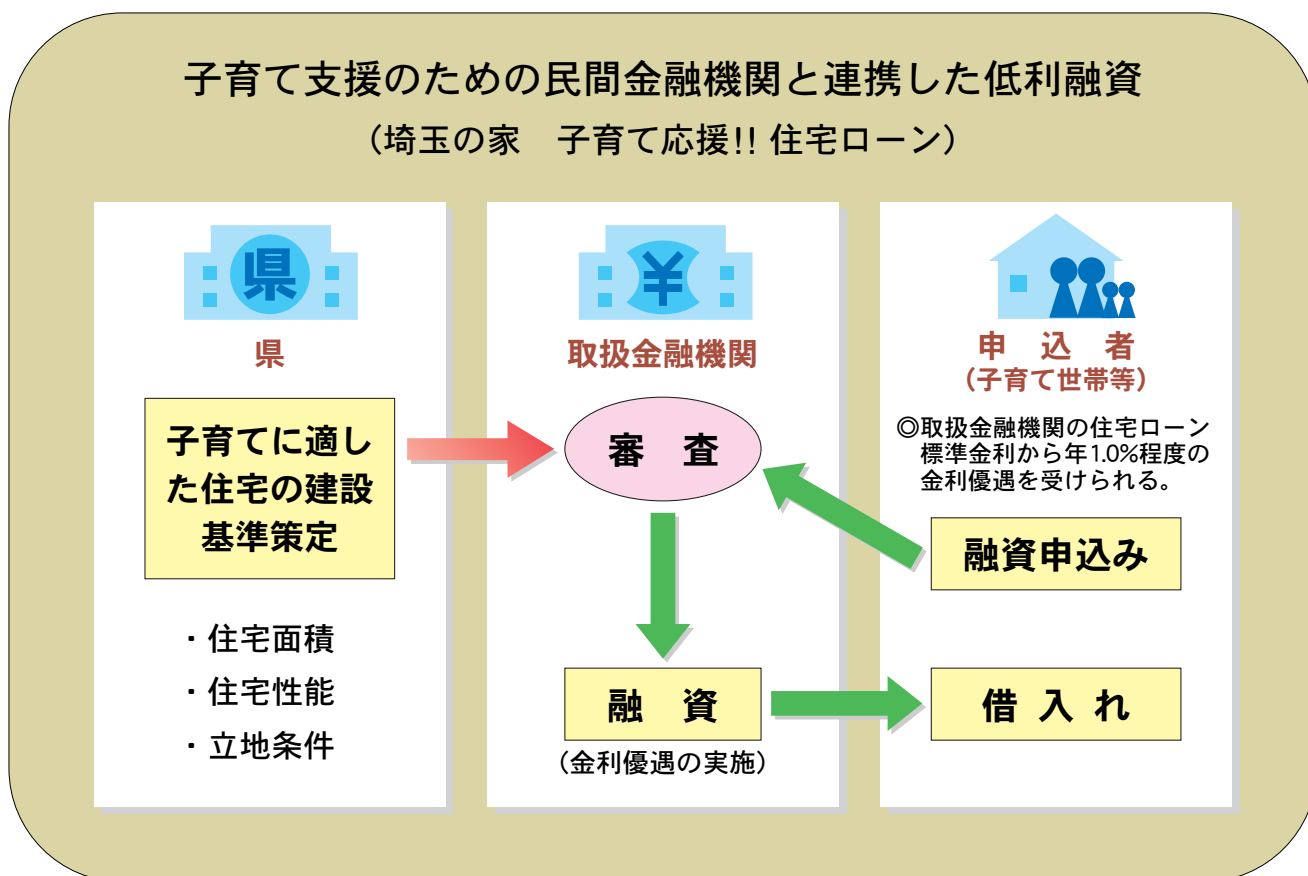 子育て支援のための民間金融機関と連携した低利融資
（埼玉の家　子育て応援!! 住宅ローン）
県
県
子育てに適し
た住宅の建設
基準策定
・住宅面積
・住宅性能
・立地条件
¥
取扱金融機関
審　査
融　資
（金利優遇の実施）
申　込　者
（子育て世帯等）
◎取扱金融機関の住宅ローン
標準金利から年1.0%程度の
金利優遇を受けられる。
融資申込み
借 入 れ